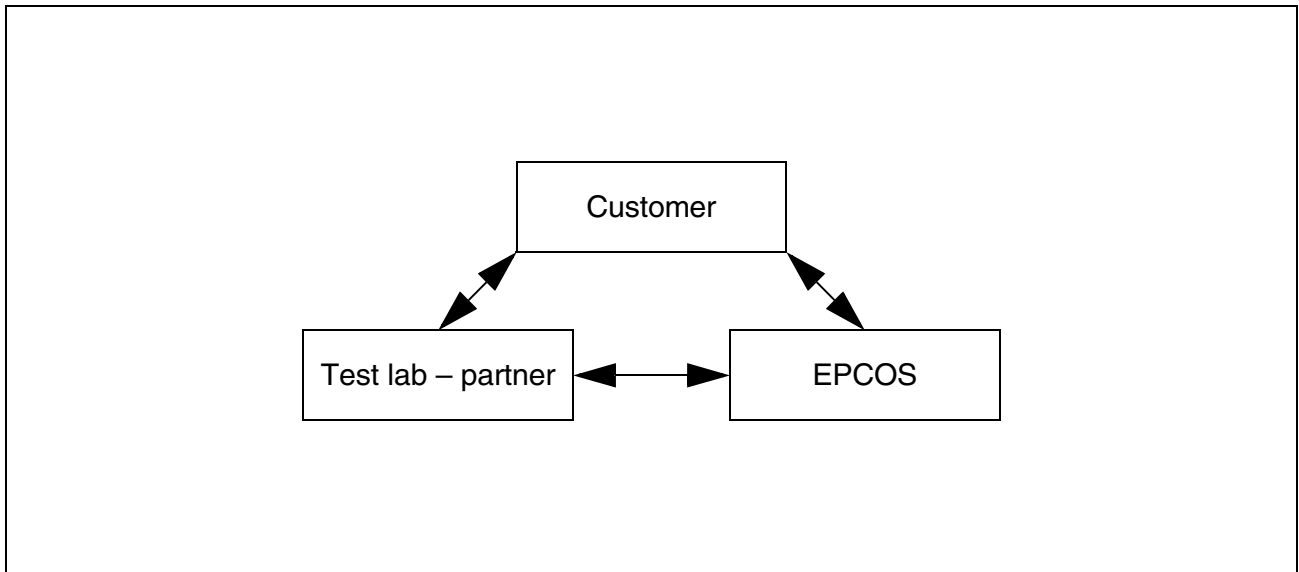 Customer
Test lab – partner
EPCOS